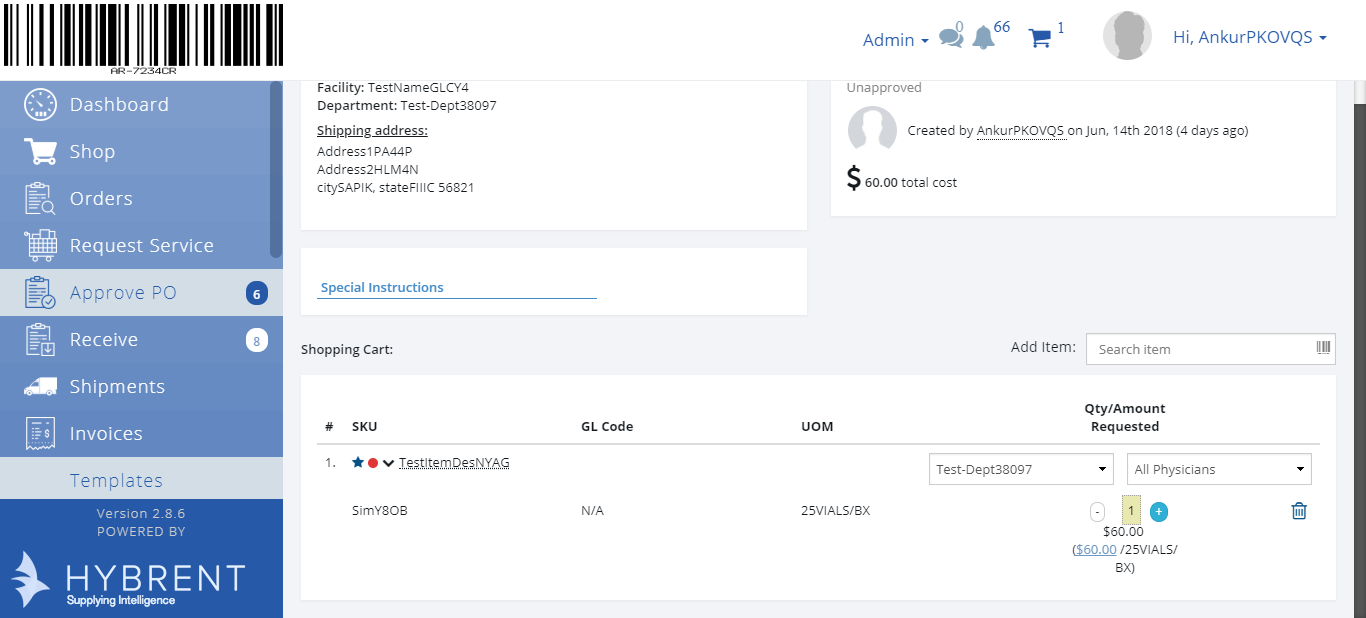 AR-7234CR
Admin
0
66
1
Hi, AnkurPKOVQS
Dashboard
Shop
Orders
Request Service
Approve PO 6
Receive 8
Shipments
Invoices
Templates
Version 2.8.6
POWERED BY
HYBRENT
Supplying Intelligence
Facility: TestNameGLCY4
Department: Test-Dept38097
Shipping address:
Address1PA44P
Address2HLM4N
citySAPIK, stateFIIIC 56821
Unapproved
Created by AnkurPKOVQS on Jun, 14th 2018 (4 days ago)
$ 60.00 total cost
Special Instructions
Shopping Cart:
Add Item: Search item
# SKU GL Code UOM Qty/Amount
Requested
1. TestItemDesNYAG Test-Dept38097 All Physicians
SimY8OB N/A 25VIALS/BX - 1 +
$60.00
($60.00 /25VIALS/
BX)